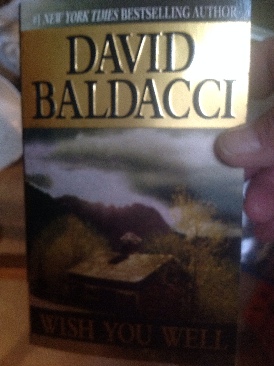 #1 NEW YORK TIMES BESTSELLING AUTHOR
DAVID
BALDACCI
WISH YOU WELL